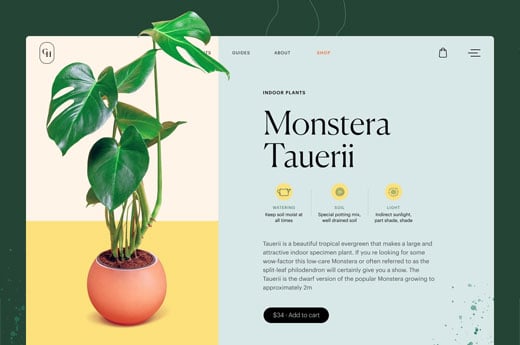 GUIDES
ABOUT
SHOP
INDOOR PLANTS
Monstera
Tauerii
WATERING
Keep soil moist at
all times
SOIL
Special potting mix,
well drained soil
LIGHT
Indirect sunlight,
part shade, shade
Tauerii is a beautiful tropical evergreen that makes a large and
attractive indoor specimen plant. If you re looking for some
wow-factor this low-care Monstera or often referred to as the
split-leaf philodendron will certainly give you a show. The
Tauerii is the dwarf version of the popular Monstera growing to
approximately 2m
$34 - Add to cart